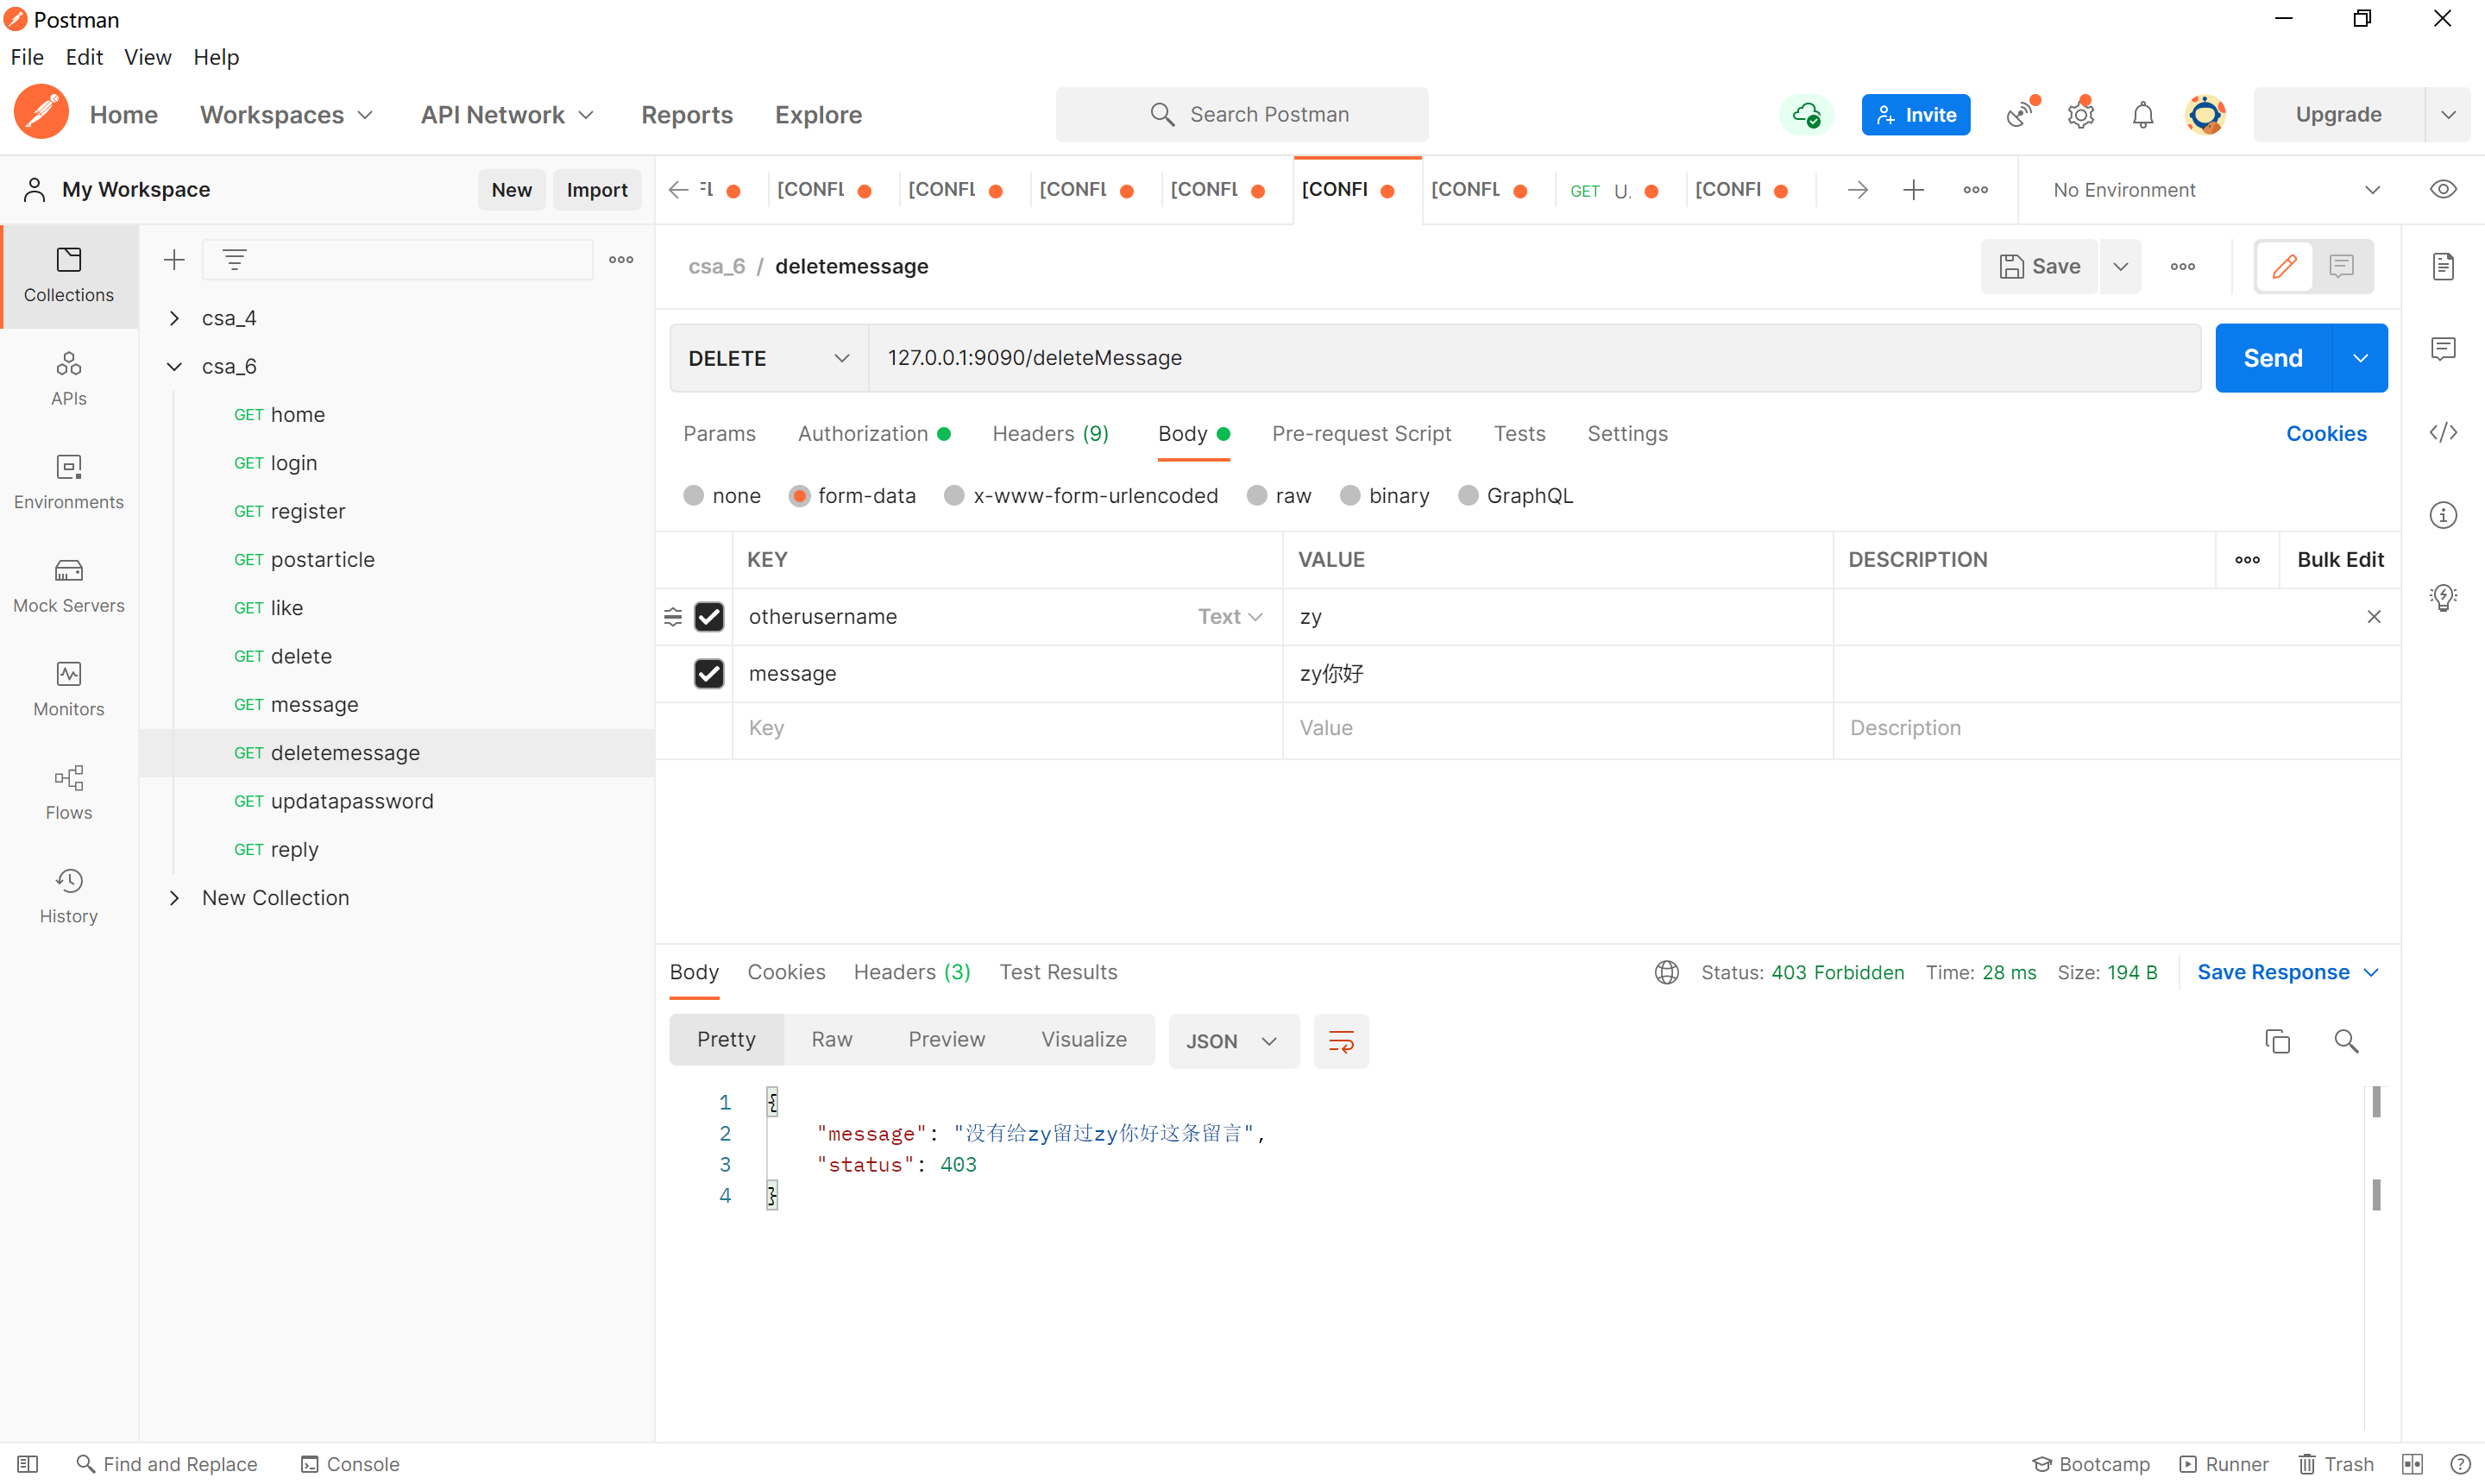 Postman
File Edit View Help
Home Workspaces API Network Reports Explore Search Postman Invite Upgrade
My Workspace New Import [CONFL [CONFL [CONFL [CONFL [CONFI [CONFL GET U. [CONFI No Environment
Collections
APIs
Environments
Mock Servers
Monitors
Flows
History
csa_4
csa_6
GET home
GET login
GET register
GET postarticle
GET like
GET delete
GET message
GET deletemessage
GET updatapassword
GET reply
New Collection
csa_6 / deletemessage Save
DELETE 127.0.0.1:9090/deleteMessage Send
Params Authorization Headers (9) Body Pre-request Script Tests Settings Cookies
none form-data x-www-form-urlencoded raw binary GraphQL
KEY VALUE DESCRIPTION Bulk Edit
otherusername Text zy
message zy你好
Key Value Description
Body Cookies Headers (3) Test Results Status: 403 Forbidden Time: 28 ms Size: 194 B Save Response
Pretty Raw Preview Visualize JSON
1 {
2 "message": "没有给zy留过zy你好这条留言",
3 "status": 403
4 }
Find and Replace Console Bootcamp Runner Trash